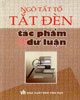 NGÔ TẤT TỐ
TẮT ĐÈN
tác phẩm
dư luận